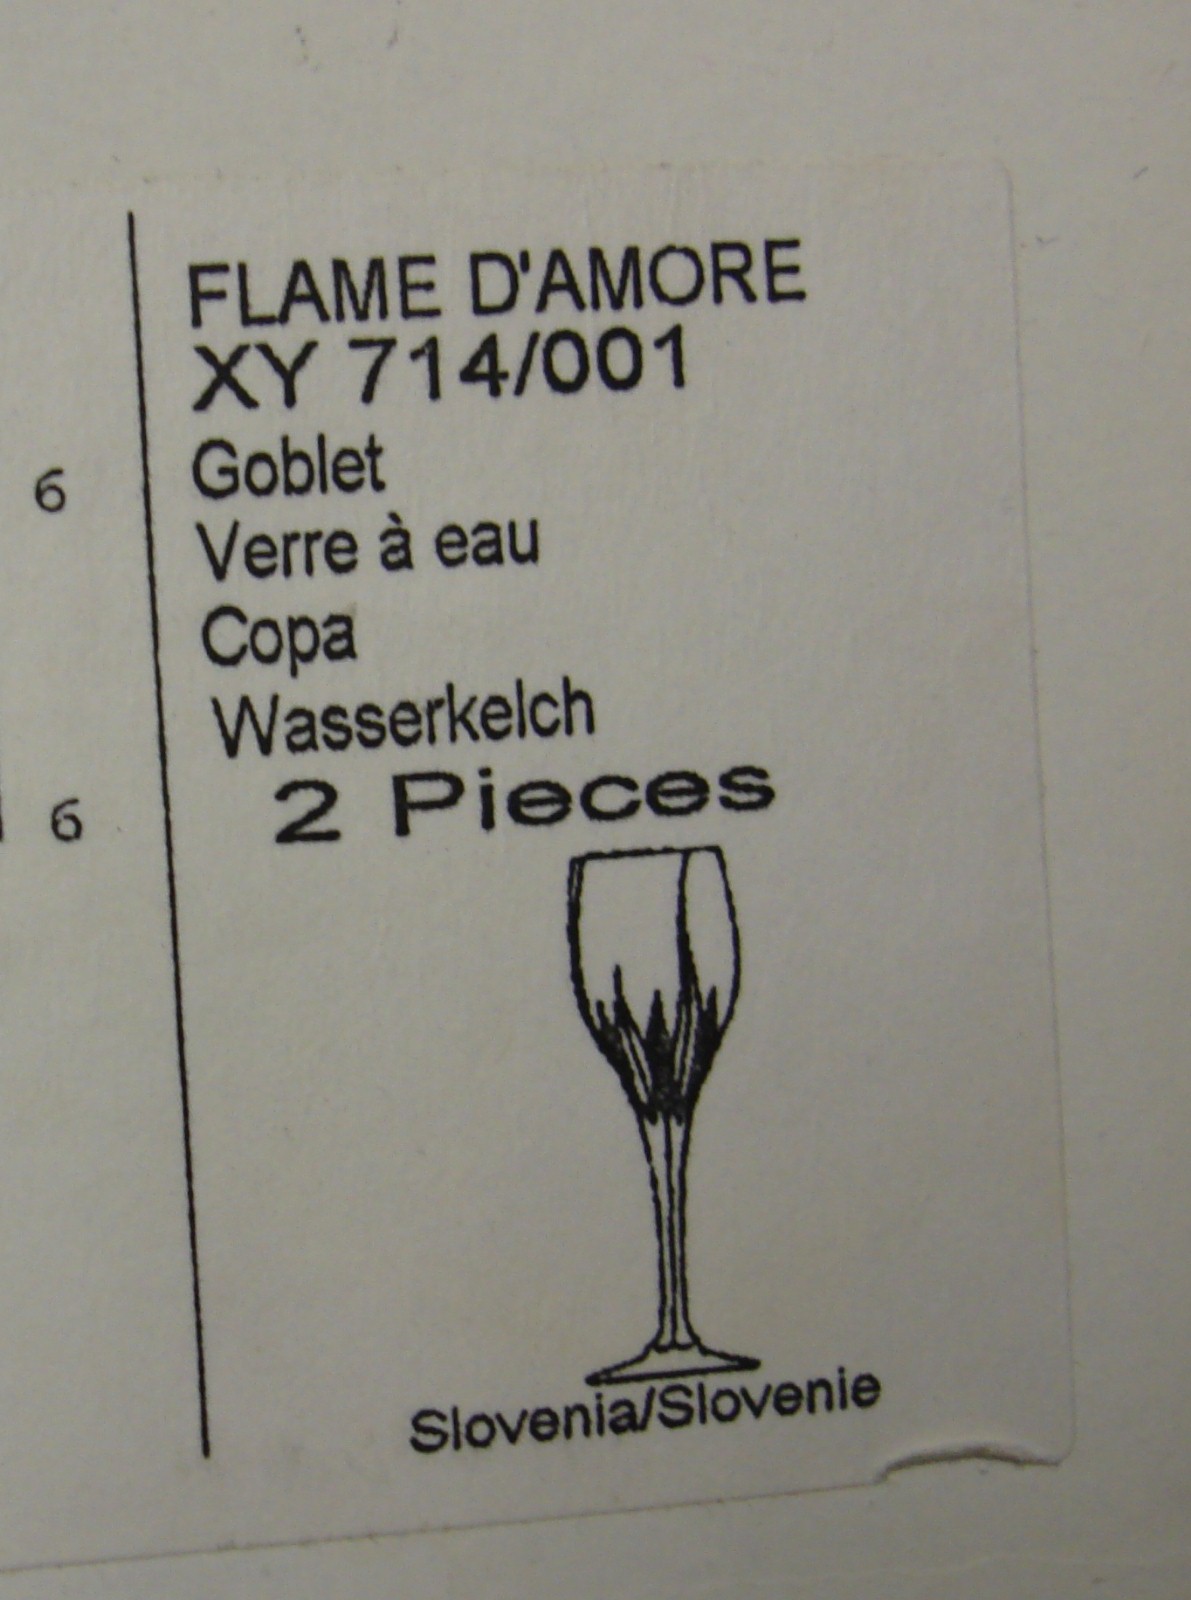 FLAME D'AMORE
XY 714/001
Goblet
6
Verre à eau
Copa
Wasserkelch
2 Pieces
6
Slovenia/Slovenie